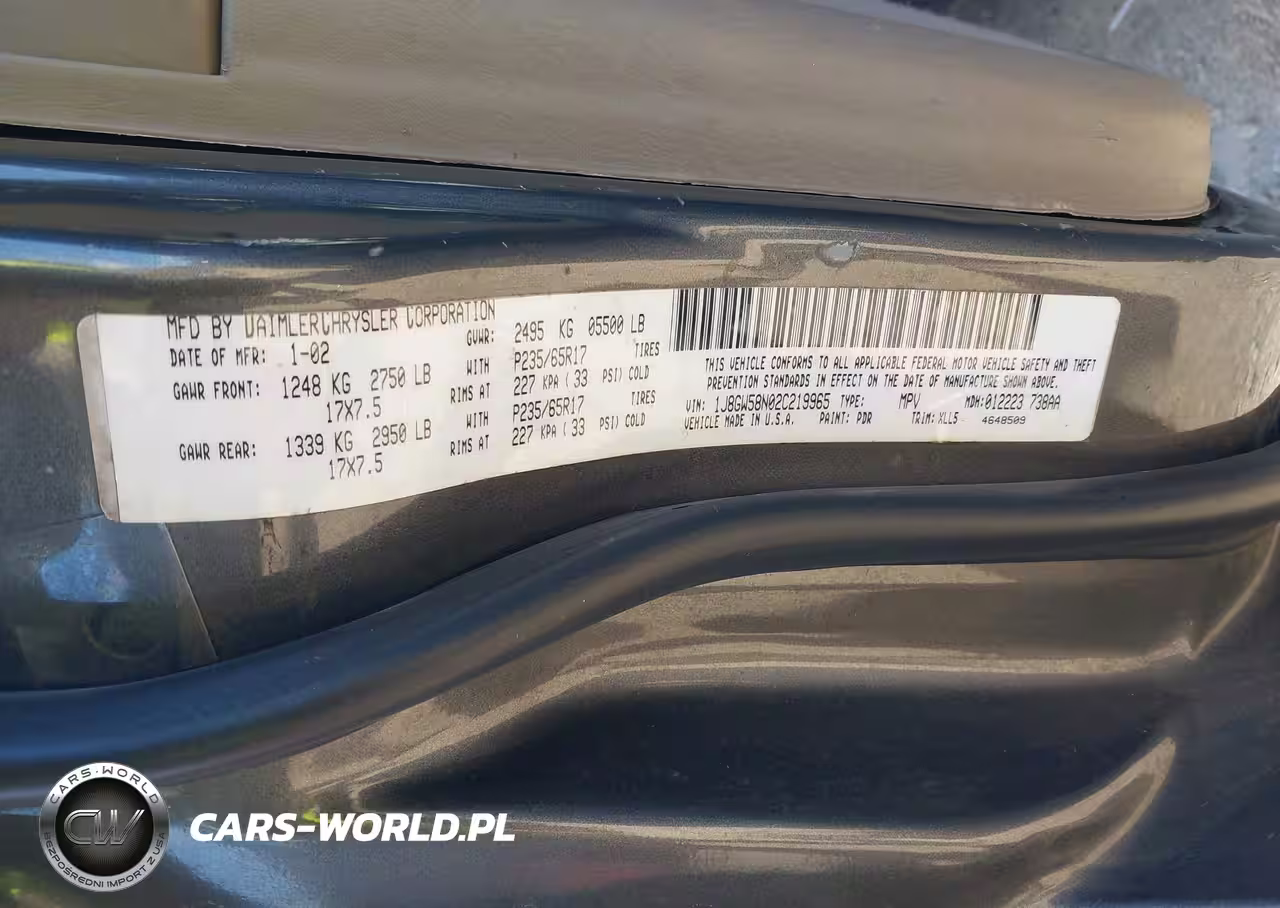 MFD BY DAIMLERCHRYSLER CORPORATION
DATE OF MFR: 1-02 GVWR: 2495 KG 05500 LB
GAWR FRONT: 1248 KG 2750 LB WITH P235/65R17 TIRES
17X7.5 RIMS AT 227 KPA (33 PSI) COLD
GAWR REAR: 1339 KG 2950 LB WITH P235/65R17 TIRES
17X7.5 RIMS AT 227 KPA (33 PSI) COLD
THIS VEHICLE CONFORMS TO ALL APPLICABLE FEDERAL MOTOR VEHICLE SAFETY AND THEFT
PREVENTION STANDARDS IN EFFECT ON THE DATE OF MANUFACTURE SHOWN ABOVE.
VIN: 1J8GW58N02C219965 TYPE: MPV MDH:012223 738AA
VEHICLE MADE IN U.S.A. PAINT: PDR TRIM: XLL5 4648509
CARS-WORLD
CW
BEZPOŚREDNI IMPORT Z USA
CARS-WORLD.PL